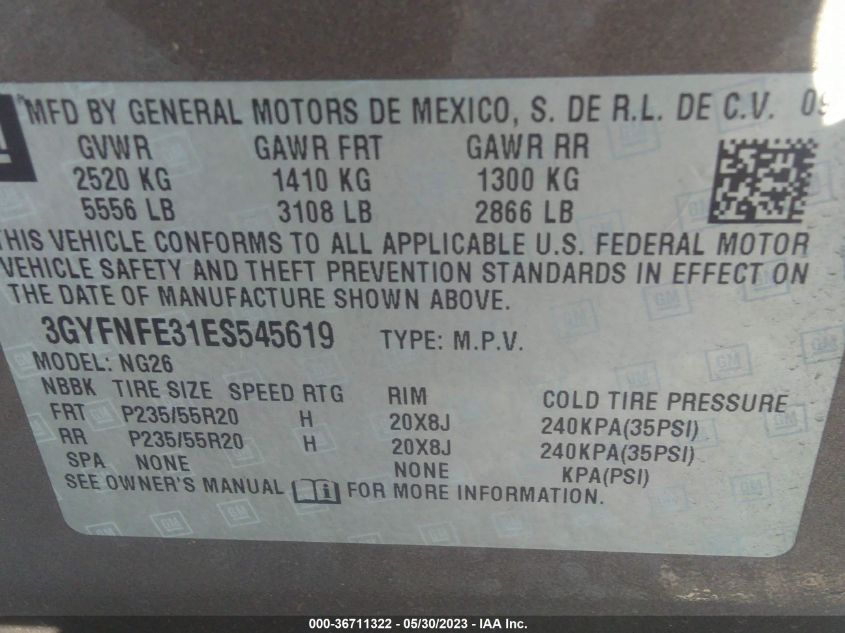 MFD BY GENERAL MOTORS DE MEXICO, S. DE R.L. DE C.V. 09
GVWR GAWR FRT GAWR RR
2520 KG 1410 KG 1300 KG
5556 LB 3108 LB 2866 LB
THIS VEHICLE CONFORMS TO ALL APPLICABLE U.S. FEDERAL MOTOR
VEHICLE SAFETY AND THEFT PREVENTION STANDARDS IN EFFECT ON
THE DATE OF MANUFACTURE SHOWN ABOVE.
3GYFNFE31ES545619 TYPE: M.P.V.
MODEL: NG26
NBBK TIRE SIZE SPEED RTG RIM COLD TIRE PRESSURE
FRT P235/55R20 H 20X8J 240KPA(35PSI)
RR P235/55R20 H 20X8J 240KPA(35PSI)
SPA NONE NONE KPA(PSI)
SEE OWNER'S MANUAL FOR MORE INFORMATION.
000-36711322 / 05/30/2023 - IAA Inc.